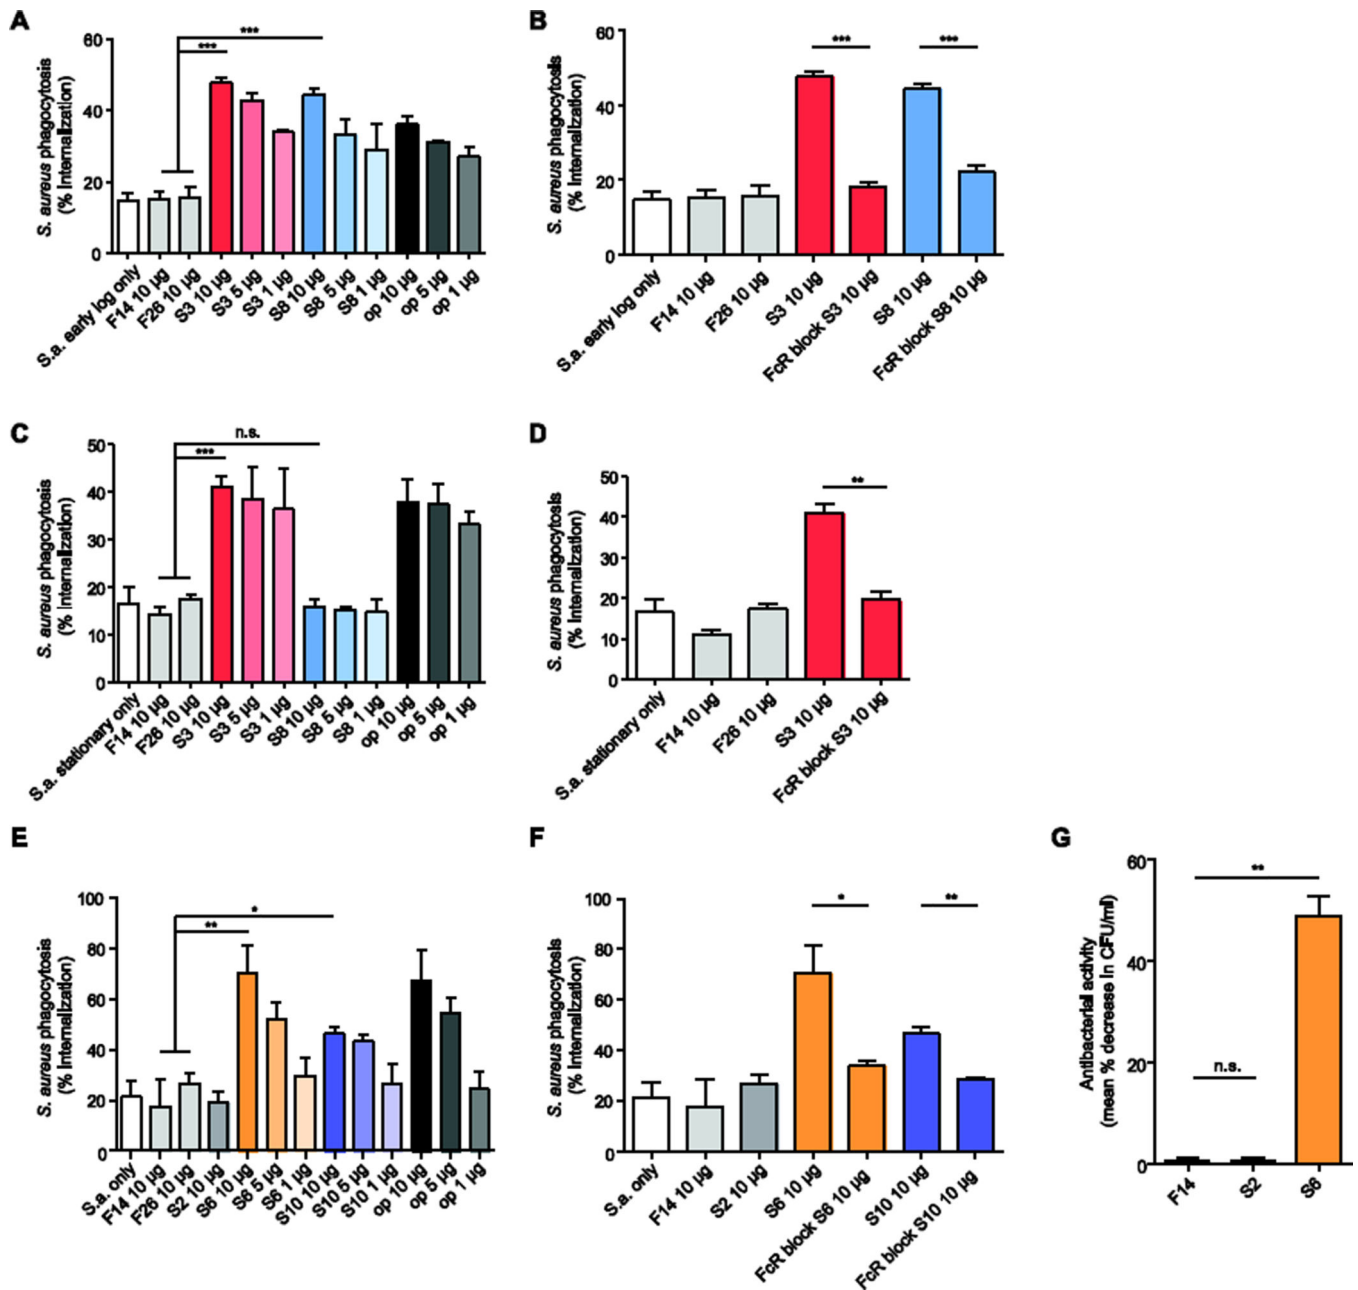 A
S. aureus phagocytosis
(% Internalization)
60
40
20
0
***
***
S.a. early log only
F14 10 µg
F26 10 µg
S3 10 µg
S3 5 µg
S3 1 µg
S8 10 µg
S8 5 µg
S8 1 µg
op 10 µg
op 5 µg
op 1 µg
B
S. aureus phagocytosis
(% Internalization)
60
40
20
0
***
***
S.a. early log only
F14 10 µg
F26 10 µg
S3 10 µg
FcR block S3 10 µg
S8 10 µg
FcR block S8 10 µg
C
S. aureus phagocytosis
(% Internalization)
50
40
30
20
10
0
n.s.
***
S.a. stationary only
F14 10 µg
F26 10 µg
S3 10 µg
S3 5 µg
S3 1 µg
S8 10 µg
S8 5 µg
S8 1 µg
op 10 µg
op 5 µg
op 1 µg
D
S. aureus phagocytosis
(% Internalization)
50
40
30
20
10
0
**
S.a. stationary only
F14 10 µg
F26 10 µg
S3 10 µg
FcR block S3 10 µg
E
S. aureus phagocytosis
(% Internalization)
100
80
60
40
20
0
*
**
S.a. only
F14 10 µg
F26 10 µg
S2 10 µg
S6 10 µg
S6 5 µg
S6 1 µg
S10 10 µg
S10 5 µg
S10 1 µg
op 10 µg
op 5 µg
op 1 µg
F
S. aureus phagocytosis
(% Internalization)
100
80
60
40
20
0
*
**
S.a. only
F14 10 µg
S2 10 µg
S6 10 µg
FcR block S6 10 µg
S10 10 µg
FcR block S10 10 µg
G
Antibacterial activity
(mean % decrease in CFU/ml)
60
40
20
0
**
n.s.
F14
S2
S6